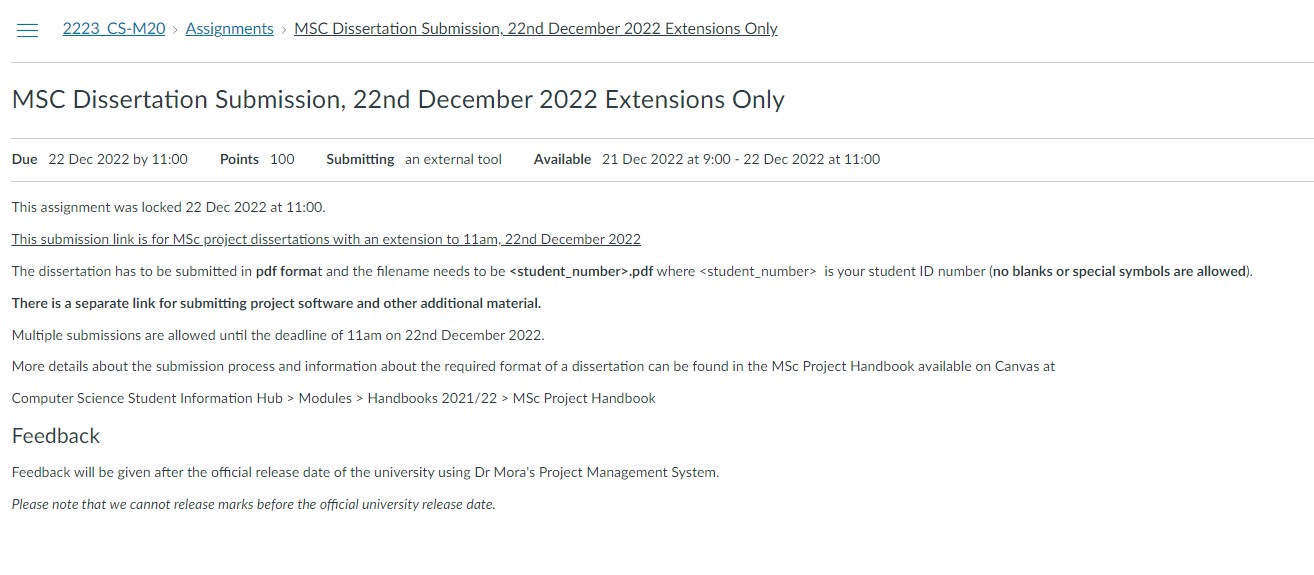 2223_CS-M20 › Assignments › MSC Dissertation Submission, 22nd December 2022 Extensions Only
MSC Dissertation Submission, 22nd December 2022 Extensions Only
Due 22 Dec 2022 by 11:00 Points 100 Submitting an external tool Available 21 Dec 2022 at 9:00 - 22 Dec 2022 at 11:00
This assignment was locked 22 Dec 2022 at 11:00.
This submission link is for MSc project dissertations with an extension to 11am, 22nd December 2022
The dissertation has to be submitted in pdf format and the filename needs to be <student_number>.pdf where <student_number> is your student ID number (no blanks or special symbols are allowed).
There is a separate link for submitting project software and other additional material.
Multiple submissions are allowed until the deadline of 11am on 22nd December 2022.
More details about the submission process and information about the required format of a dissertation can be found in the MSc Project Handbook available on Canvas at
Computer Science Student Information Hub > Modules > Handbooks 2021/22 > MSc Project Handbook
Feedback
Feedback will be given after the official release date of the university using Dr Mora's Project Management System.
Please note that we cannot release marks before the official university release date.